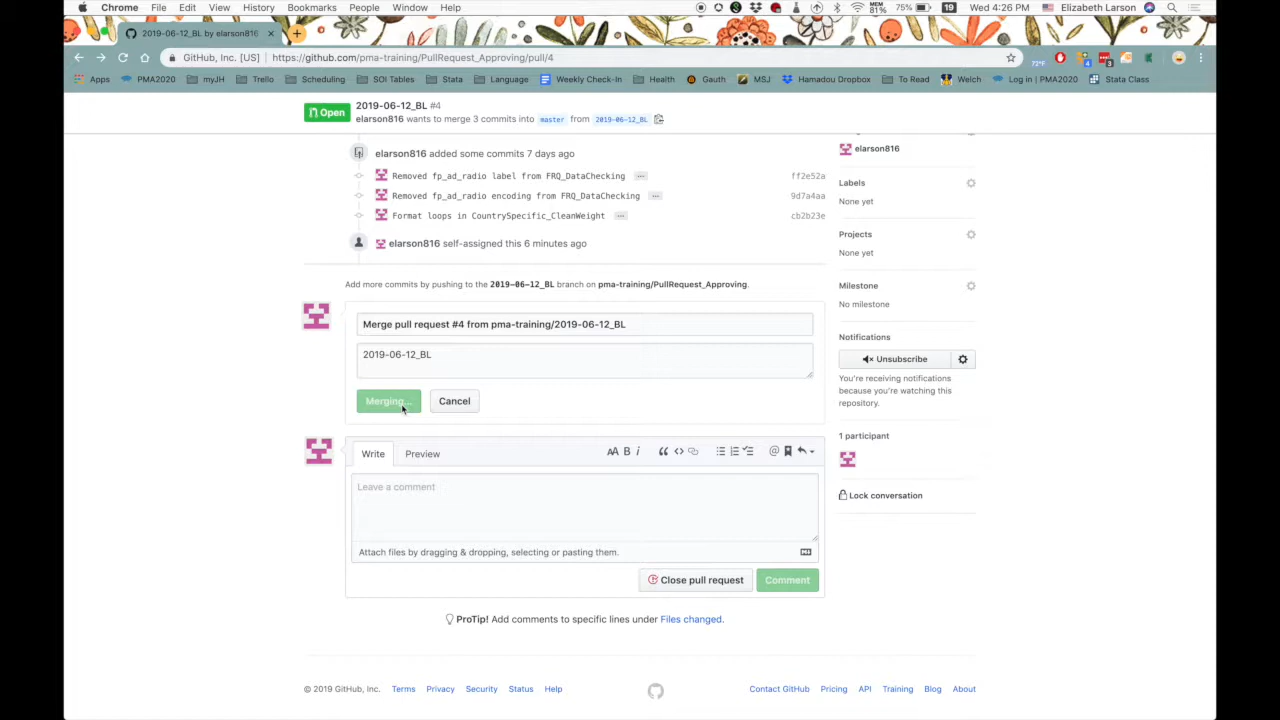 Chrome File Edit View History Bookmarks People Window Help MEM 81% 75% 19 Wed 4:26 PM Elizabeth Larson
2019-06-12_BL by elarson816
GitHub, Inc. [US] https://github.com/pma-training/PullRequest_Approving/pull/4
72°F 4 3
Apps PMA2020 myJH Trello Scheduling SOI Tables Stata Language Weekly Check-In Health Gauth MSJ Hamadou Dropbox To Read Welch Log in | PMA2020 Stata Class
Open
2019-06-12_BL #4
elarson816 wants to merge 3 commits into master from 2019-06-12_BL
elarson816 added some commits 7 days ago
Removed fp_ad_radio label from FRQ_DataChecking ff2e52a
Removed fp_ad_radio encoding from FRQ_DataChecking 9d7a4aa
Format loops in CountrySpecific_CleanWeight cb2b23e
elarson816 self-assigned this 6 minutes ago
Add more commits by pushing to the 2019-06-12_BL branch on pma-training/PullRequest_Approving.
Merge pull request #4 from pma-training/2019-06-12_BL
2019-06-12_BL
Merging... Cancel
Write Preview
Leave a comment
Attach files by dragging & dropping, selecting or pasting them.
Close pull request Comment
ProTip! Add comments to specific lines under Files changed.
elarson816
Labels
None yet
Projects
None yet
Milestone
No milestone
Notifications
Unsubscribe
You're receiving notifications
because you're watching this
repository.
1 participant
Lock conversation
© 2019 GitHub, Inc. Terms Privacy Security Status Help Contact GitHub Pricing API Training Blog About